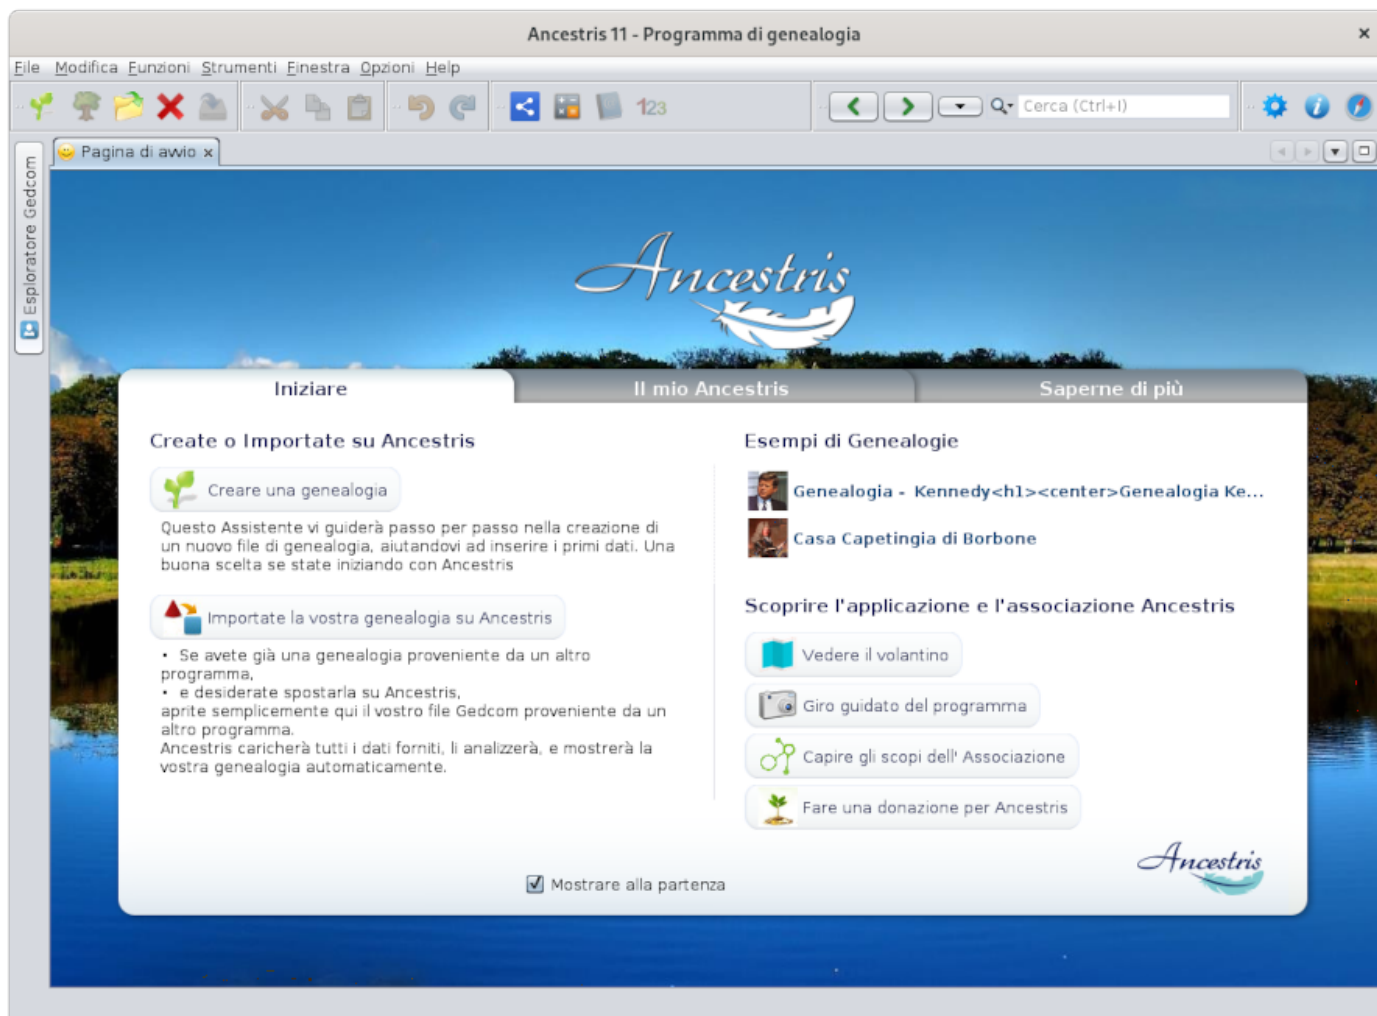 Ancestris 11 - Programma di genealogia
File Modifica Funzioni Strumenti Finestra Opzioni Help
123
Cerca (Ctrl+I)
Pagina di avvio
Esploratore Gedcom
Ancestris
Iniziare
Il mio Ancestris
Saperne di più
Create o Importate su Ancestris
Creare una genealogia
Questo Assistente vi guiderà passo per passo nella creazione di
un nuovo file di genealogia, aiutandovi ad inserire i primi dati. Una
buona scelta se state iniziando con Ancestris
Importate la vostra genealogia su Ancestris
• Se avete già una genealogia proveniente da un altro
programma,
• e desiderate spostarla su Ancestris,
aprite semplicemente qui il vostro file Gedcom proveniente da un
altro programma.
Ancestris caricherà tutti i dati forniti, li analizzerà, e mostrerà la
vostra genealogia automaticamente.
Esempi di Genealogie
Genealogia - Kennedy<h1><center>Genealogia Ke...
Casa Capetingia di Borbone
Scoprire l'applicazione e l'associazione Ancestris
Vedere il volantino
Giro guidato del programma
Capire gli scopi dell' Associazione
Fare una donazione per Ancestris
Ancestris
Mostrare alla partenza